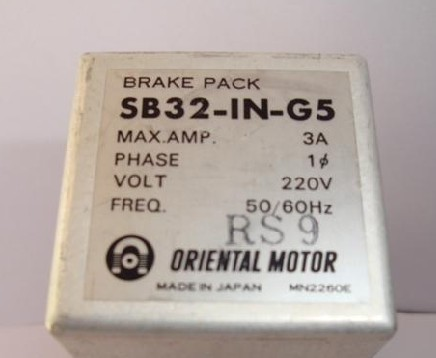 BRAKE PACK
SB32-IN-G5
MAX.AMP. 3A
PHASE 1ϕ
VOLT 220V
FREQ. 50/60Hz
RS9
ORIENTAL MOTOR
MADE IN JAPAN MN2260E